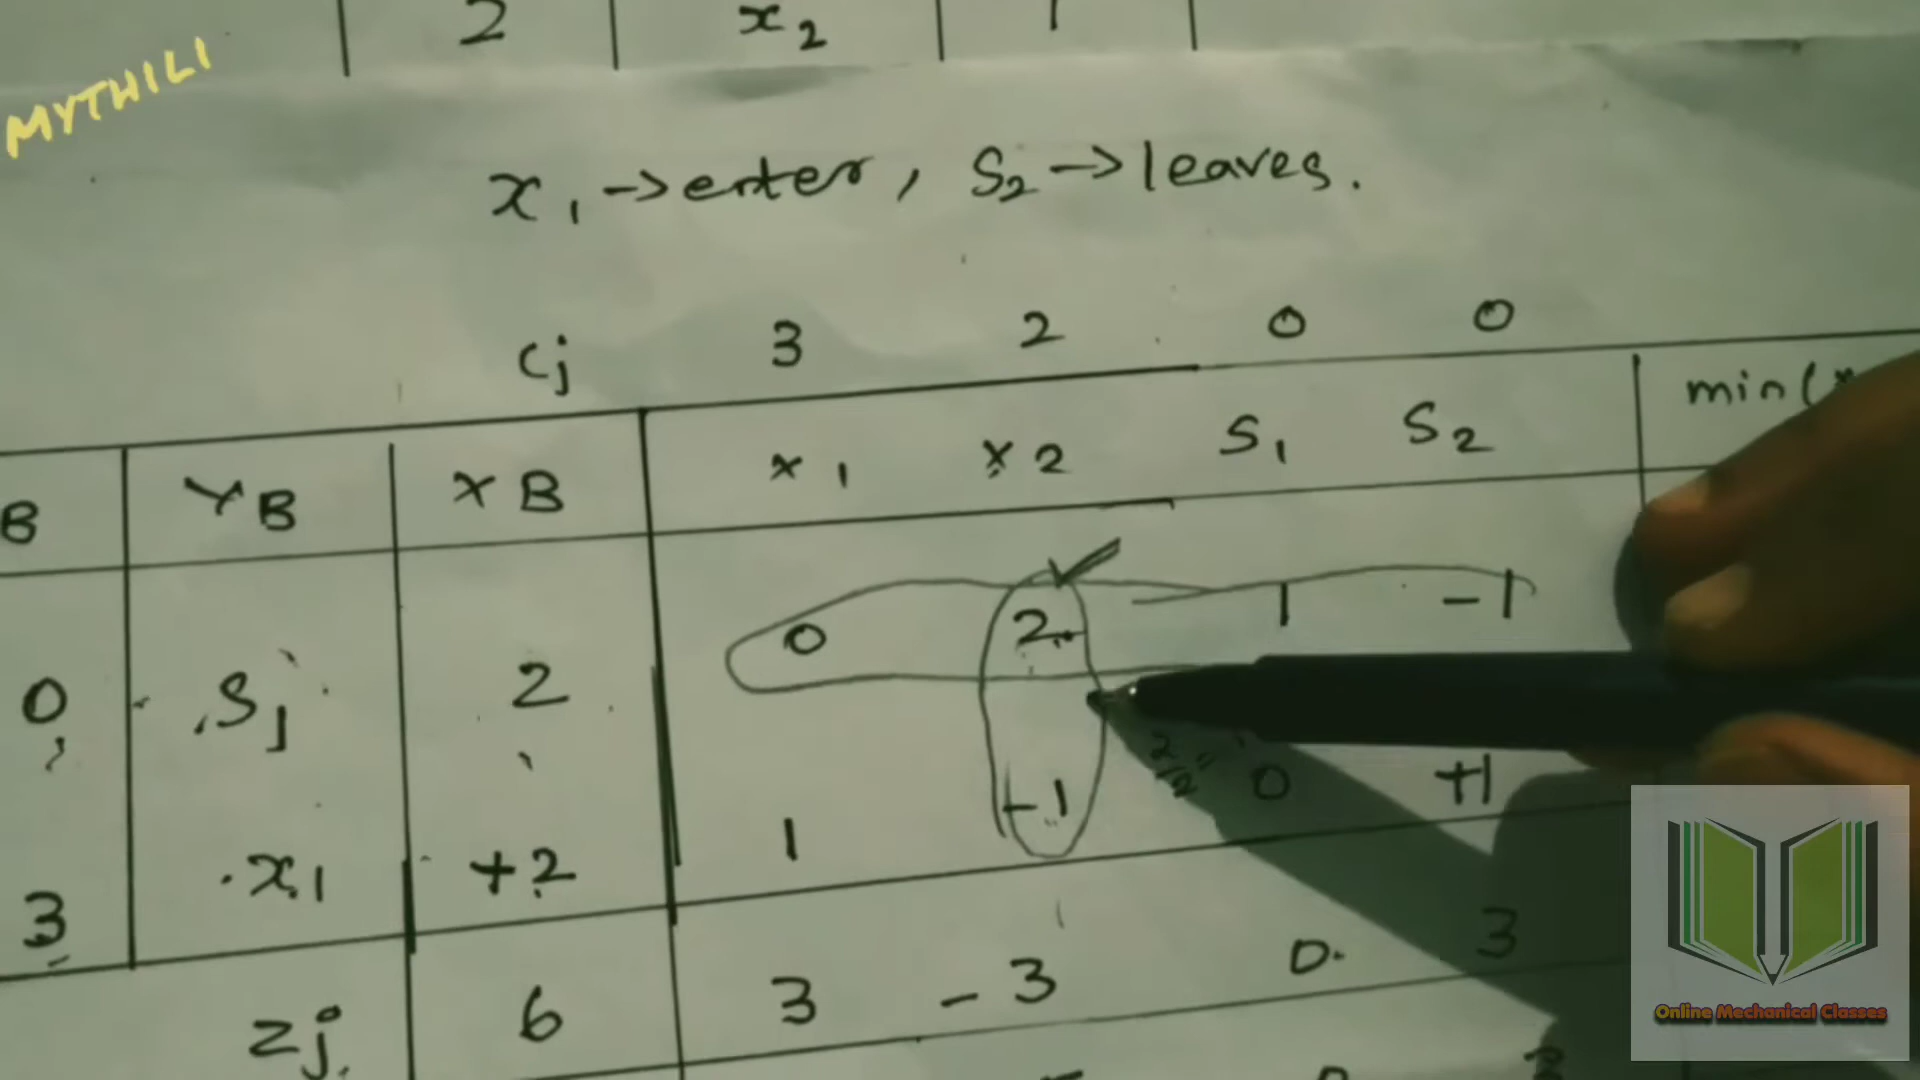 2 x2 1
MYTHILI
x1 → enter, S2 → leaves.
Cj 3 2 0 0
B YB XB x1 x2 S1 S2 min(
0 S1 2 0 2 1 -1
3 x1 +2 1 -1 0 +1
Zj 6 3 -3 0 3
Online Mechanical Classes